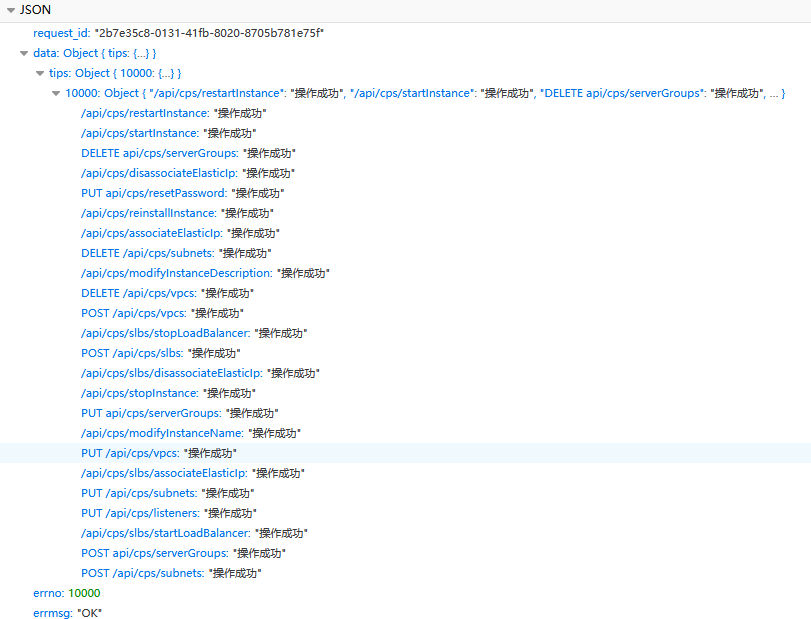 JSON
request_id: "2b7e35c8-0131-41fb-8020-8705b781e75f"
data: Object { tips: {…} }
tips: Object { 10000: {…} }
10000: Object { "/api/cps/restartInstance": "操作成功", "/api/cps/startInstance": "操作成功", "DELETE api/cps/serverGroups": "操作成功", … }
/api/cps/restartInstance: "操作成功"
/api/cps/startInstance: "操作成功"
DELETE api/cps/serverGroups: "操作成功"
/api/cps/disassociateElasticIp: "操作成功"
PUT api/cps/resetPassword: "操作成功"
/api/cps/reinstallInstance: "操作成功"
/api/cps/associateElasticIp: "操作成功"
DELETE /api/cps/subnets: "操作成功"
/api/cps/modifyInstanceDescription: "操作成功"
DELETE /api/cps/vpcs: "操作成功"
POST /api/cps/vpcs: "操作成功"
/api/cps/slbs/stopLoadBalancer: "操作成功"
POST /api/cps/slbs: "操作成功"
/api/cps/slbs/disassociateElasticIp: "操作成功"
/api/cps/stopInstance: "操作成功"
PUT api/cps/serverGroups: "操作成功"
/api/cps/modifyInstanceName: "操作成功"
PUT /api/cps/vpcs: "操作成功"
/api/cps/slbs/associateElasticIp: "操作成功"
PUT /api/cps/subnets: "操作成功"
PUT /api/cps/listeners: "操作成功"
/api/cps/slbs/startLoadBalancer: "操作成功"
POST api/cps/serverGroups: "操作成功"
POST /api/cps/subnets: "操作成功"
errno: 10000
errmsg: "OK"